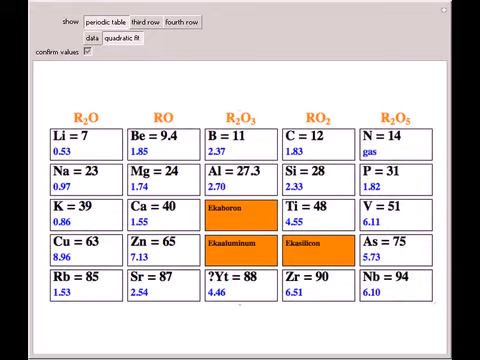 show periodic table third row fourth row
data quadratic fit
confirm values
R2O RO R2O3 RO2 R2O5
Li = 7 Be = 9.4 B = 11 C = 12 N = 14
0.53 1.85 2.37 1.83 gas
Na = 23 Mg = 24 Al = 27.3 Si = 28 P = 31
0.97 1.74 2.70 2.33 1.82
K = 39 Ca = 40 Ekaboron Ti = 48 V = 51
0.86 1.55 4.55 6.11
Cu = 63 Zn = 65 Ekaaluminum Ekasilicon As = 75
8.96 7.13 5.73
Rb = 85 Sr = 87 ?Yt = 88 Zr = 90 Nb = 94
1.53 2.54 4.46 6.51 6.10